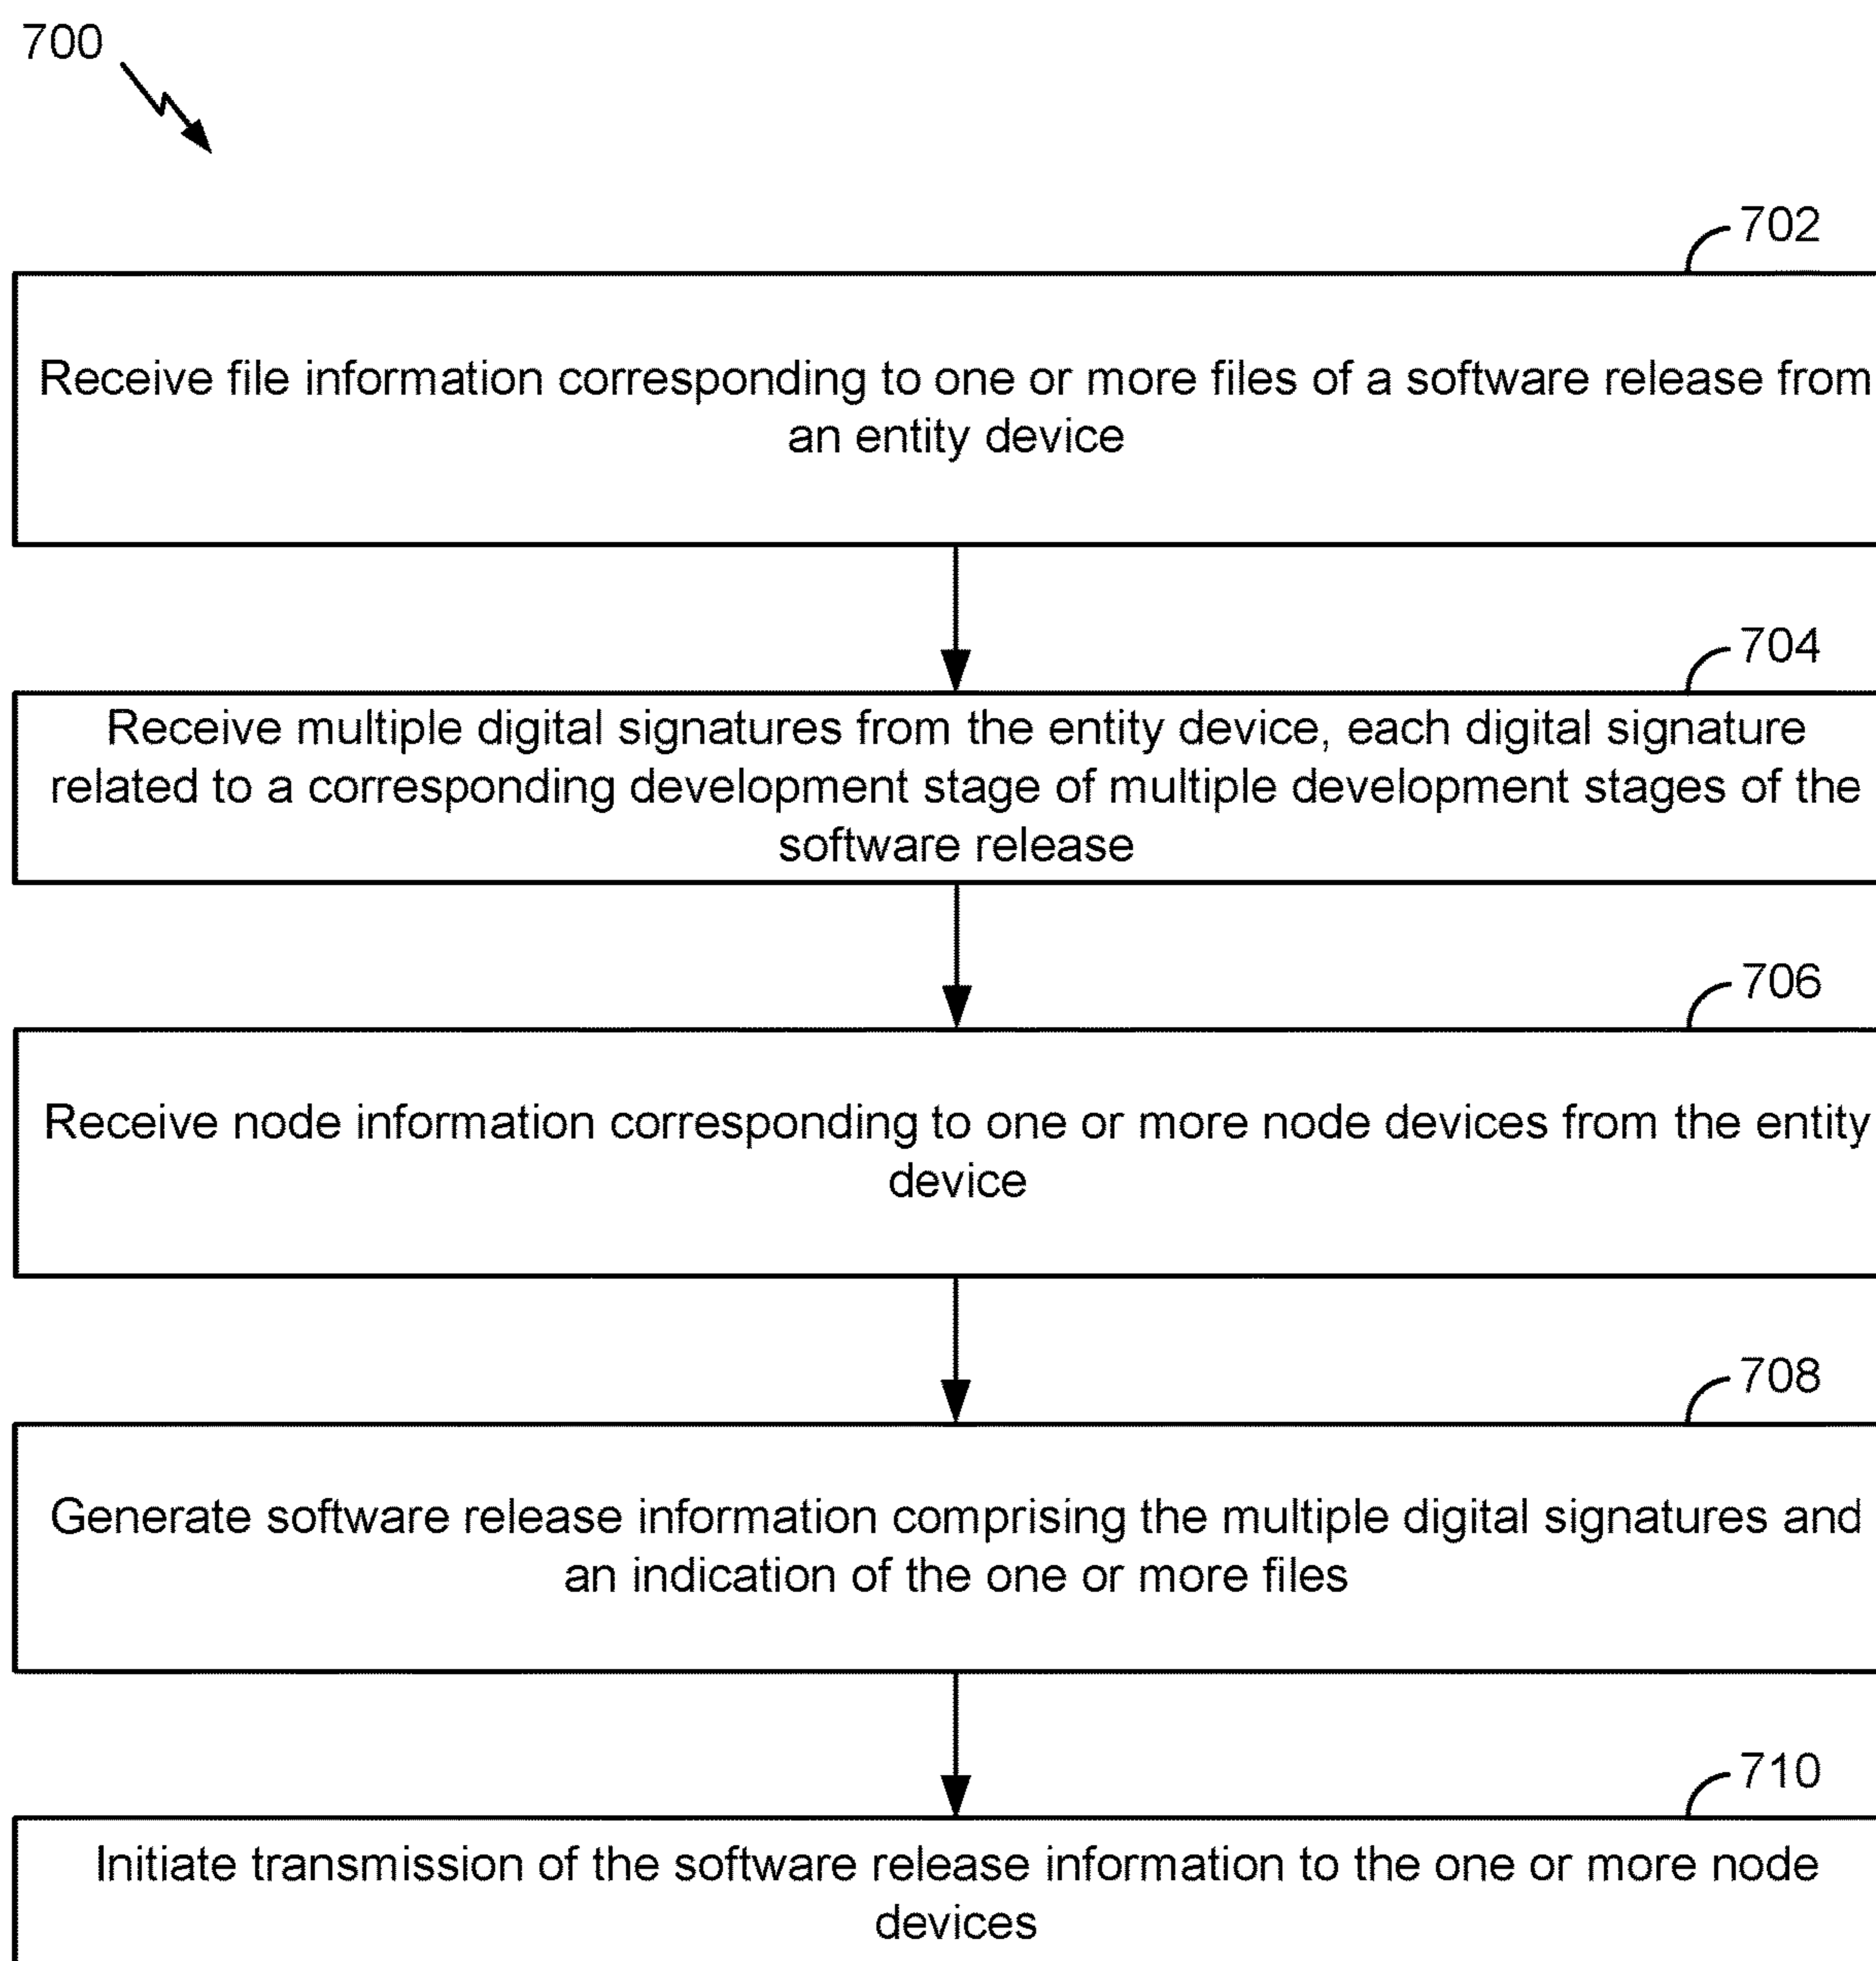 700
702
Receive file information corresponding to one or more files of a software release from
an entity device
704
Receive multiple digital signatures from the entity device, each digital signature
related to a corresponding development stage of multiple development stages of the
software release
706
Receive node information corresponding to one or more node devices from the entity
device
708
Generate software release information comprising the multiple digital signatures and
an indication of the one or more files
710
Initiate transmission of the software release information to the one or more node
devices